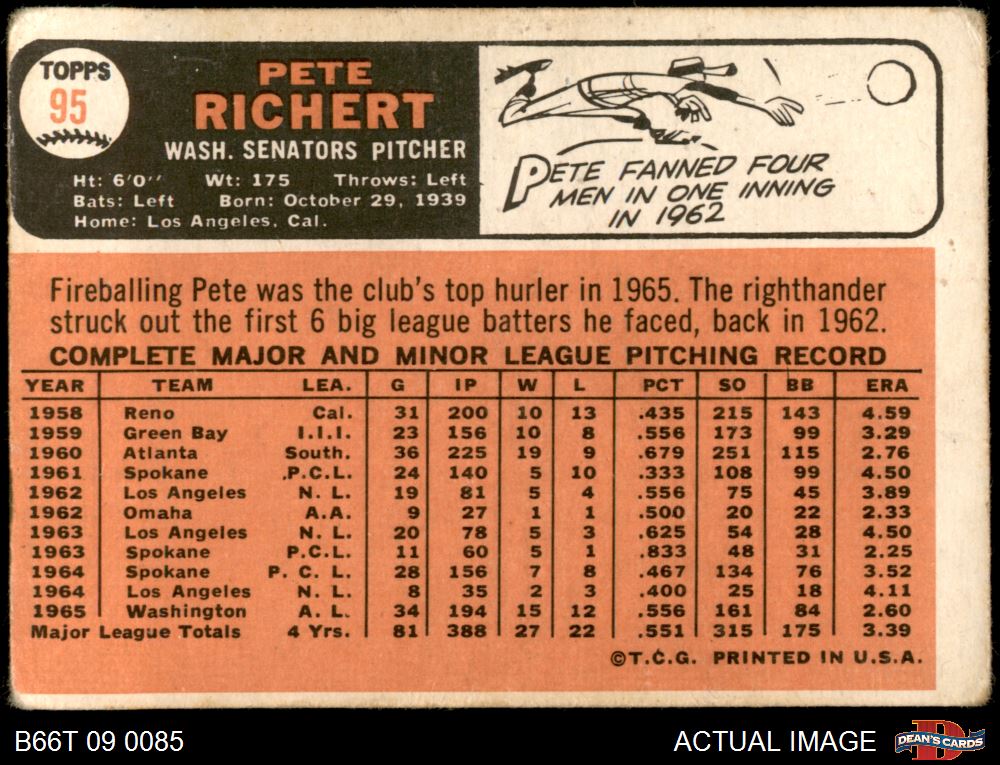 TOPPS
95
PETE
RICHERT
WASH. SENATORS PITCHER
Ht: 6'0'' Wt: 175 Throws: Left
Bats: Left Born: October 29, 1939
Home: Los Angeles, Cal.
PETE FANNED FOUR
MEN IN ONE INNING
IN 1962
Fireballing Pete was the club's top hurler in 1965. The righthander
struck out the first 6 big league batters he faced, back in 1962.
COMPLETE MAJOR AND MINOR LEAGUE PITCHING RECORD
YEAR TEAM LEA. G IP W L PCT SO BB ERA
1958 Reno Cal. 31 200 10 13 .435 215 143 4.59
1959 Green Bay I.I.I. 23 156 10 8 .556 173 99 3.29
1960 Atlanta South. 36 225 19 9 .679 251 115 2.76
1961 Spokane P.C.L. 24 140 5 10 .333 108 99 4.50
1962 Los Angeles N. L. 19 81 5 4 .556 75 45 3.89
1962 Omaha A.A. 9 27 1 1 .500 20 22 2.33
1963 Los Angeles N. L. 20 78 5 3 .625 54 28 4.50
1963 Spokane P.C.L. 11 60 5 1 .833 48 31 2.25
1964 Spokane P. C. L. 28 156 7 8 .467 134 76 3.52
1964 Los Angeles N. L. 8 35 2 3 .400 25 18 4.11
1965 Washington A. L. 34 194 15 12 .556 161 84 2.60
Major League Totals 4 Yrs. 81 388 27 22 .551 315 175 3.39
©T.C.G. PRINTED IN U.S.A.
B66T 09 0085
ACTUAL IMAGE
DEAN'S CARDS